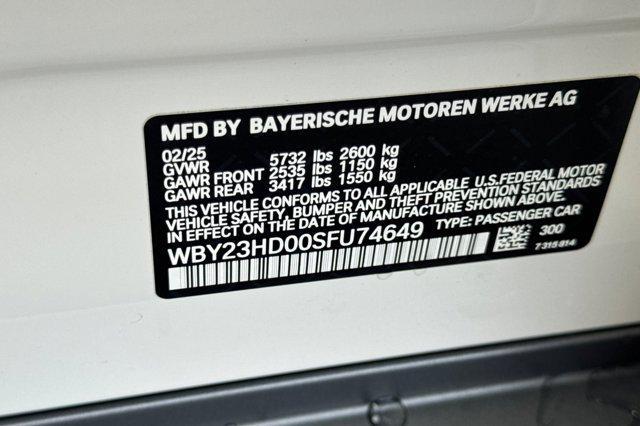 MFD BY BAYERISCHE MOTOREN WERKE AG
02/25
GVWR 5732 lbs 2600 kg
GAWR FRONT 2535 lbs 1150 kg
GAWR REAR 3417 lbs 1550 kg
THIS VEHICLE CONFORMS TO ALL APPLICABLE U.S.FEDERAL MOTOR
VEHICLE SAFETY, BUMPER AND THEFT PREVENTION STANDARDS
IN EFFECT ON THE DATE OF MANUFACTURE SHOWN ABOVE.
WBY23HD00SFU74649 TYPE: PASSENGER CAR
300
7 315 014